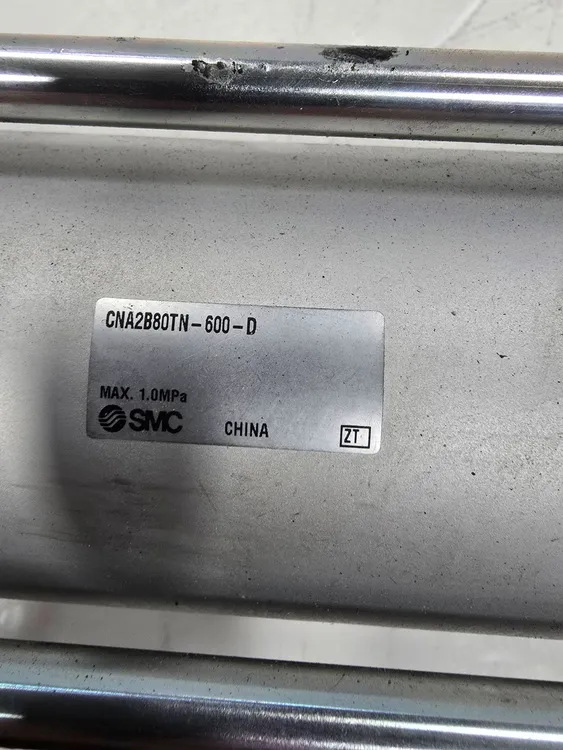 CNA2B80TN-600-D
MAX. 1.0MPa
SMC CHINA ZT